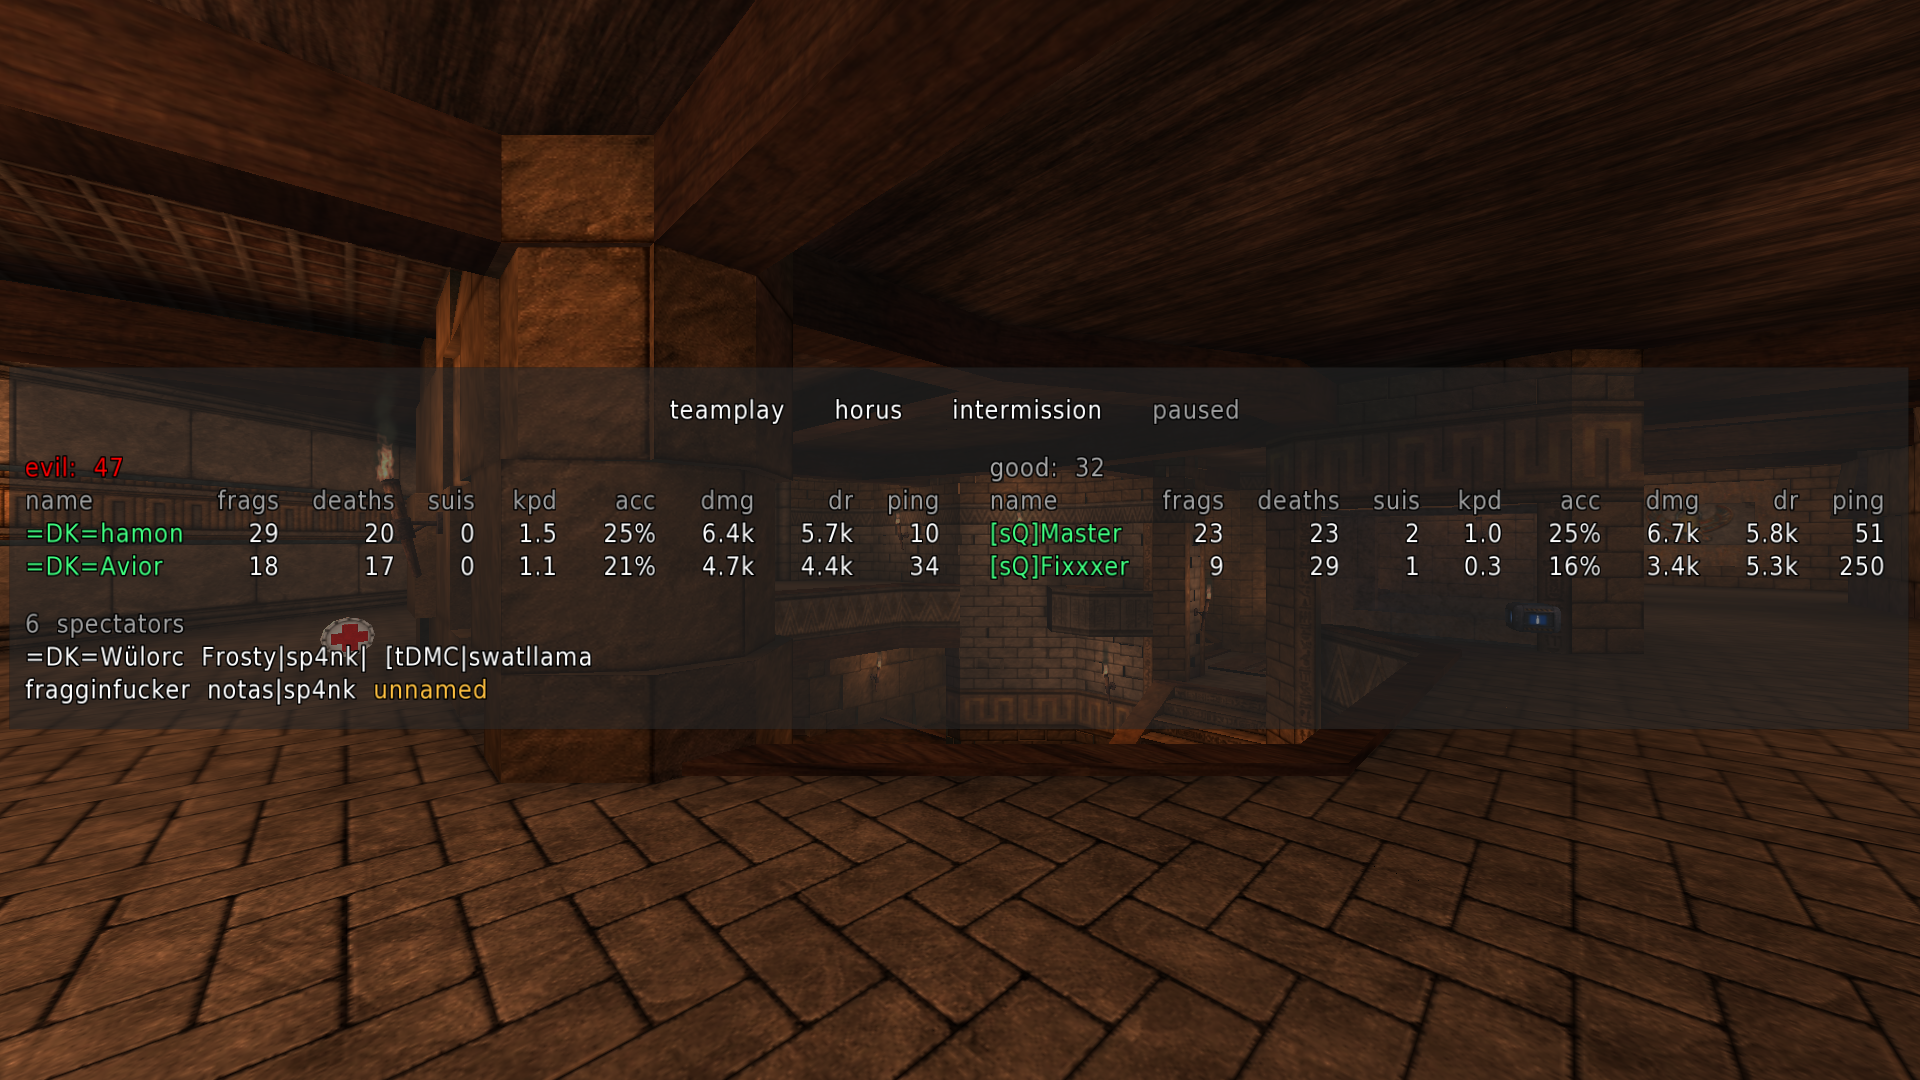 teamplay horus intermission paused
evil: 47
name frags deaths suis kpd acc dmg dr ping
=DK=hamon 29 20 0 1.5 25% 6.4k 5.7k 10
=DK=Avior 18 17 0 1.1 21% 4.7k 4.4k 34
good: 32
name frags deaths suis kpd acc dmg dr ping
[sQ]Master 23 23 2 1.0 25% 6.7k 5.8k 51
[sQ]Fixxxer 9 29 1 0.3 16% 3.4k 5.3k 250
6 spectators
=DK=Wülorc Frosty|sp4nk| [tDMC|swatllama
fragginfucker notas|sp4nk unnamed